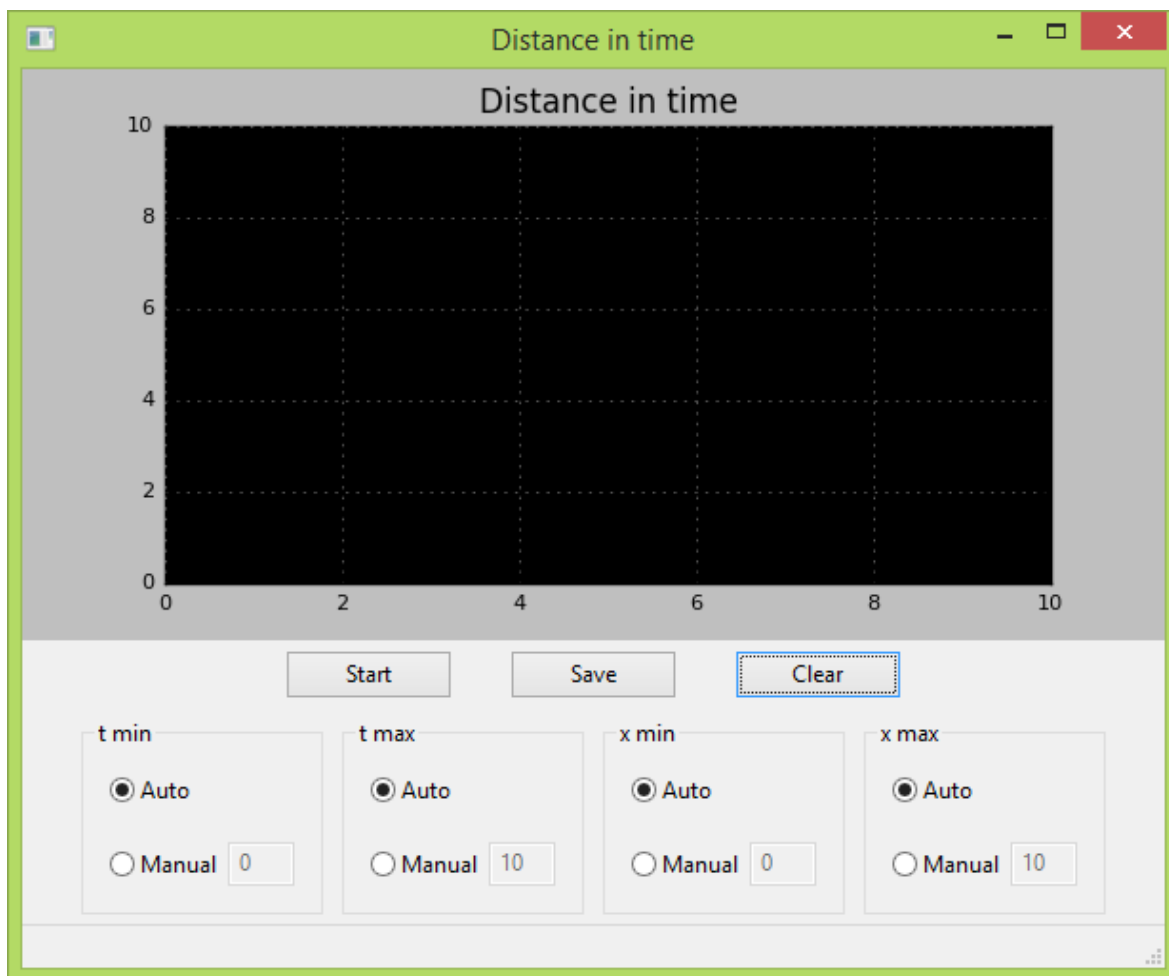 Distance in time
Distance in time
10
8
6
4
2
0
0 2 4 6 8 10
Start Save Clear
t min t max x min x max
Auto Auto Auto Auto
Manual 0 Manual 10 Manual 0 Manual 10